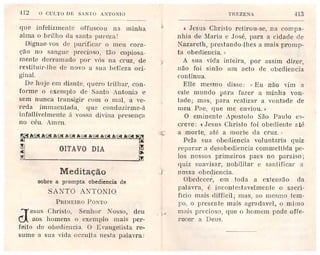 412 O CULTO DE SANTO ANTONIO
que infelizmente offuscou na minha
alma o brilho da santa pureza!
Dignae-vos de purificar o meu cora-
ção no sangue precioso, tão copiosa-
mente derramado por vós na cruz, de
restituir-lhe de novo a sua belleza ori-
ginal.
De hoje em diante, quero trilhar, con-
forme o exemplo de Santo Antonio e
sem nunca transigir com o mal, a ve-
reda immaculada, que conduzirme-á
infallivelmente á vossa divina presença
no céu. Amen.
OITAVO DIA
Meditação
sobre a prompta obediencia de
SANTO ANTONIO
PRIMEIRO PONTO
Jesus Christo, Senhor Nosso, deu
aos homens o exemplo mais per-
feito de obediencia. O Evangelista re-
sume a sua vida occulta nesta palavra:
TREZENA 413
« Jesus Christo retirou-se, na compa-
nhia de Maria e José, para a cidade de
Nazareth, prestando-lhes a mais promp-
ta obediencia. »
A sua vida inteira, por assim dizer,
não foi sinão um acto de obediencia
continua.
Elle mesmo disse: «Eu não vim a
este mundo para fazer a minha von-
tade; mas, para realizar a vontade de
meu Pae, que me enviou.»
O eminente Apostolo São Paulo es-
creve: «Jesus Christo foi obediente até
a morte, até a morte da cruz.»
Pela sua obediencia voluntaria quiz
reparar a desobediencia commettida pe-
los nossos primeiros paes no paraiso;
quiz suavisar, nobilitar e santificar a
nossa obediencia.
Obedecer, em toda a extensão da
palavra, é incontestavelmente o sacri-
ficio mais difficil; mas, ao mesmo tem-
po, o presente mais agradavel, o mimo
mais precioso, que o homem pode offe-
recer a Deus.